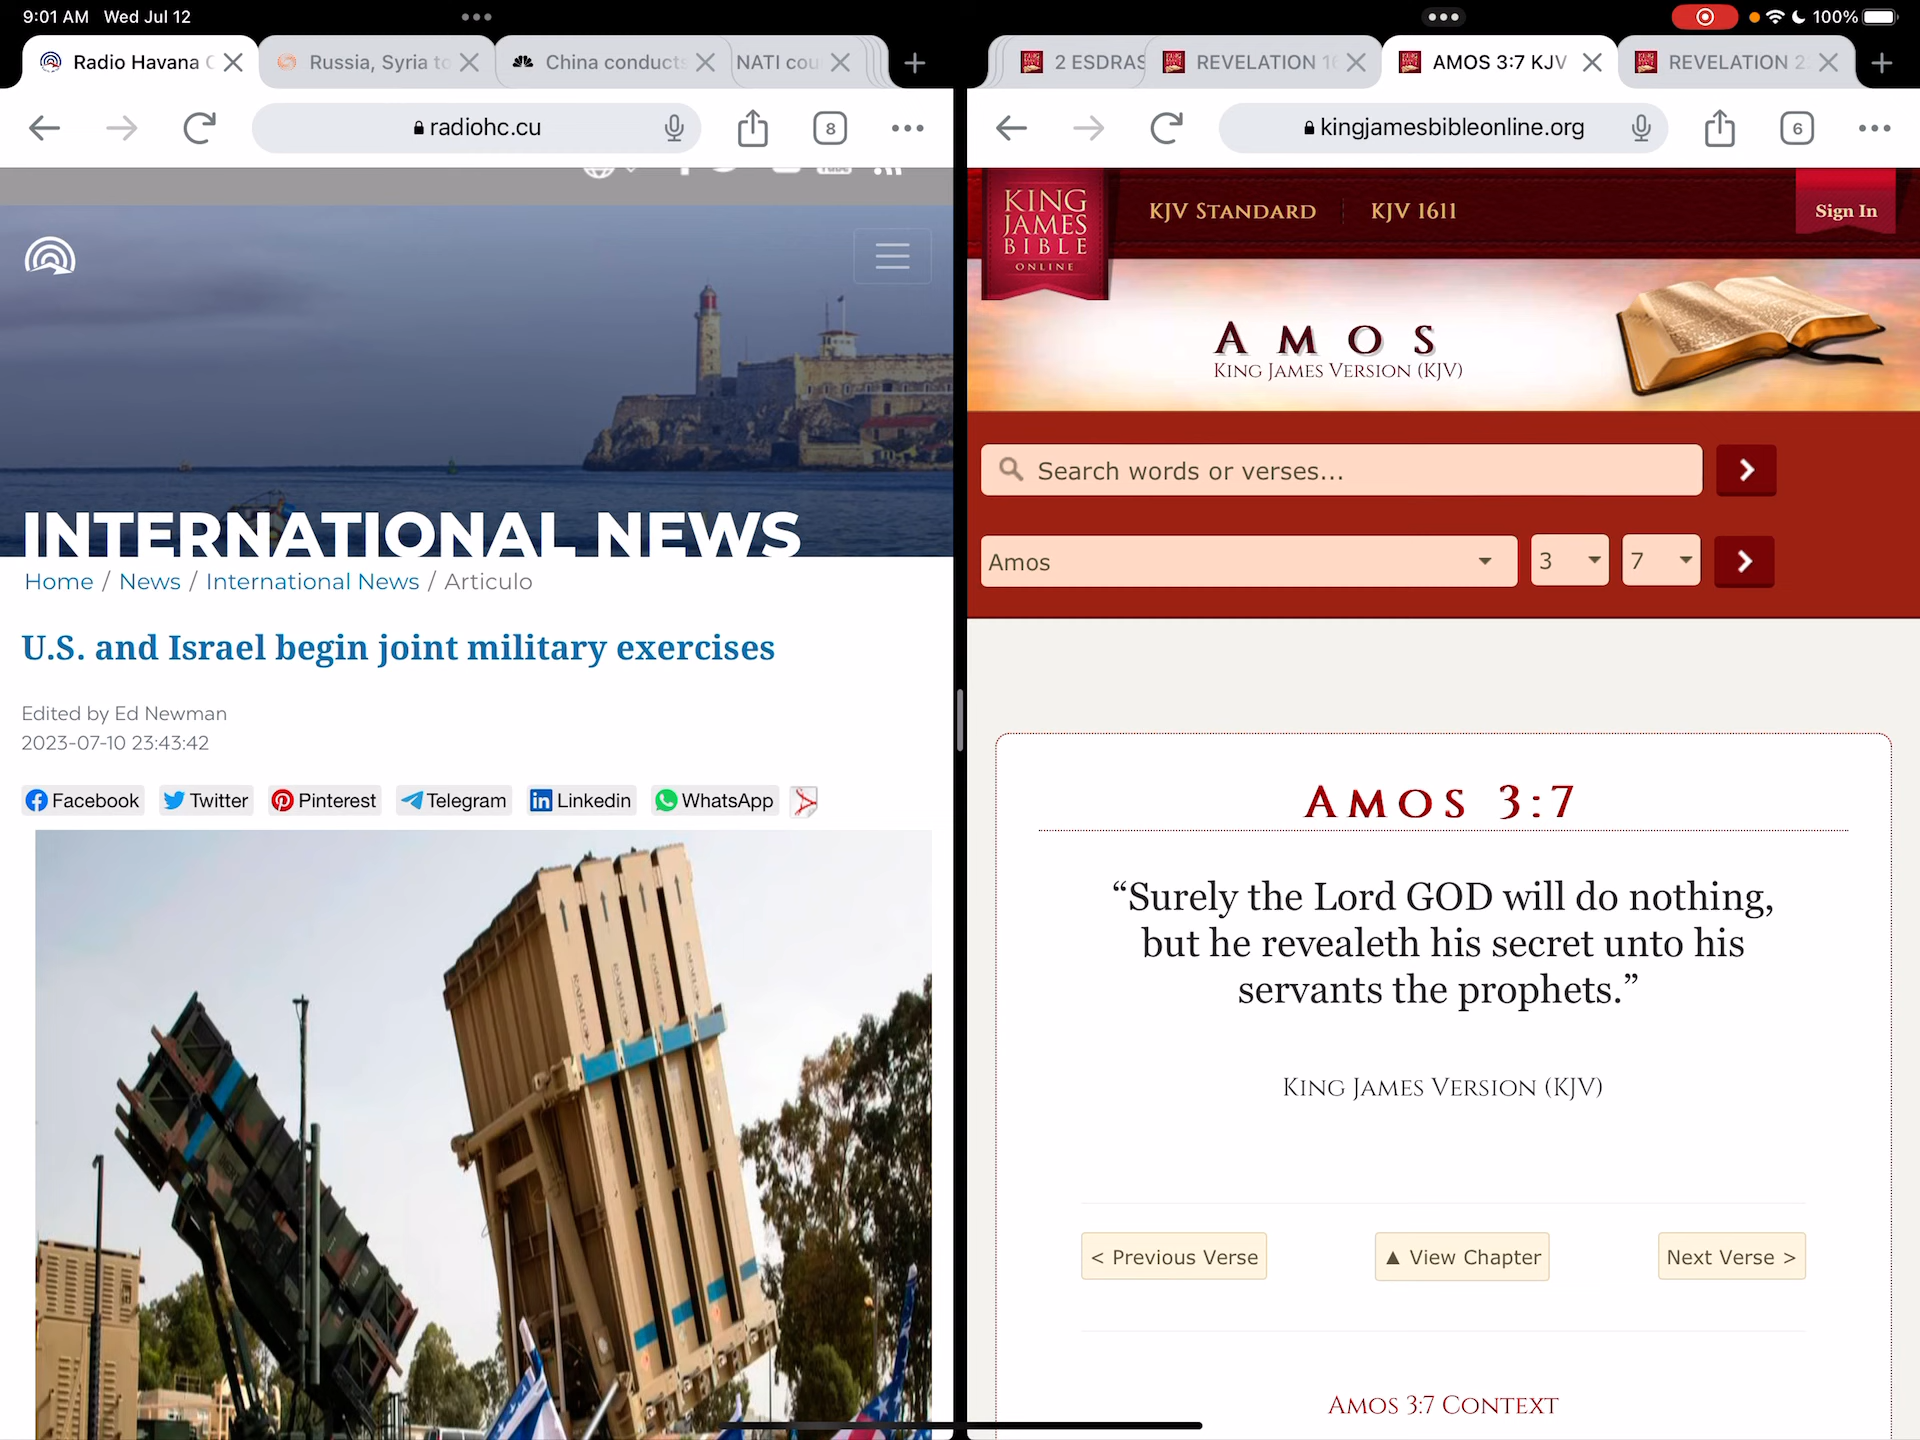 9:01 AM Wed Jul 12
100%
Radio Havana C
Russia, Syria to
China conducts
NATI cou
radiohc.cu
8
INTERNATIONAL NEWS
Home / News / International News / Articulo
U.S. and Israel begin joint military exercises
Edited by Ed Newman
2023-07-10 23:43:42
Facebook
Twitter
Pinterest
Telegram
Linkedin
WhatsApp
RAFAEL
RAFAEL
RAFAEL
RAFAEL
2 ESDRAS
REVELATION 16
AMOS 3:7 KJV
REVELATION 2
kingjamesbibleonline.org
6
KING
JAMES
BIBLE
ONLINE
KJV STANDARD
KJV 1611
Sign In
AMOS
KING JAMES VERSION (KJV)
Search words or verses...
Amos
3
7
AMOS 3:7
“Surely the Lord GOD will do nothing,
but he revealeth his secret unto his
servants the prophets.”
KING JAMES VERSION (KJV)
< Previous Verse
▲ View Chapter
Next Verse >
AMOS 3:7 CONTEXT